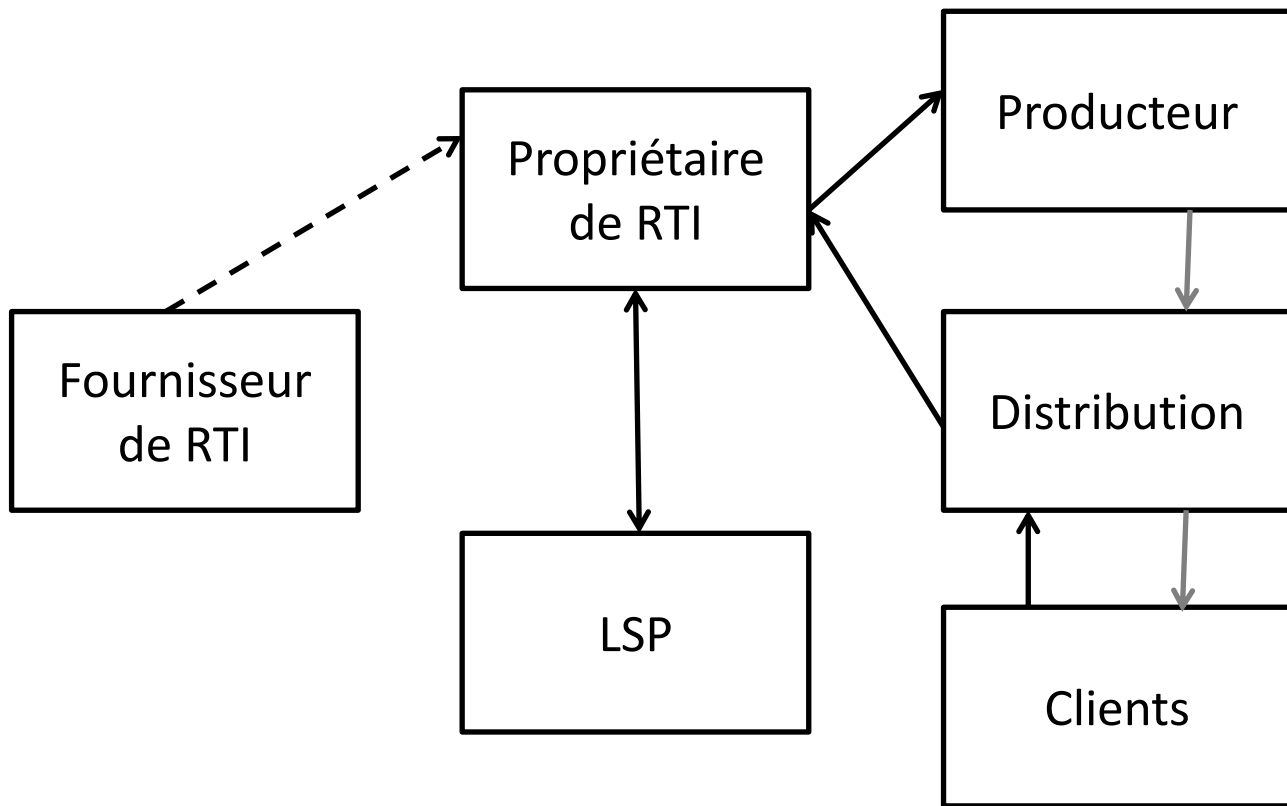 Producteur
Propriétaire
de RTI
Fournisseur
de RTI
Distribution
LSP
Clients